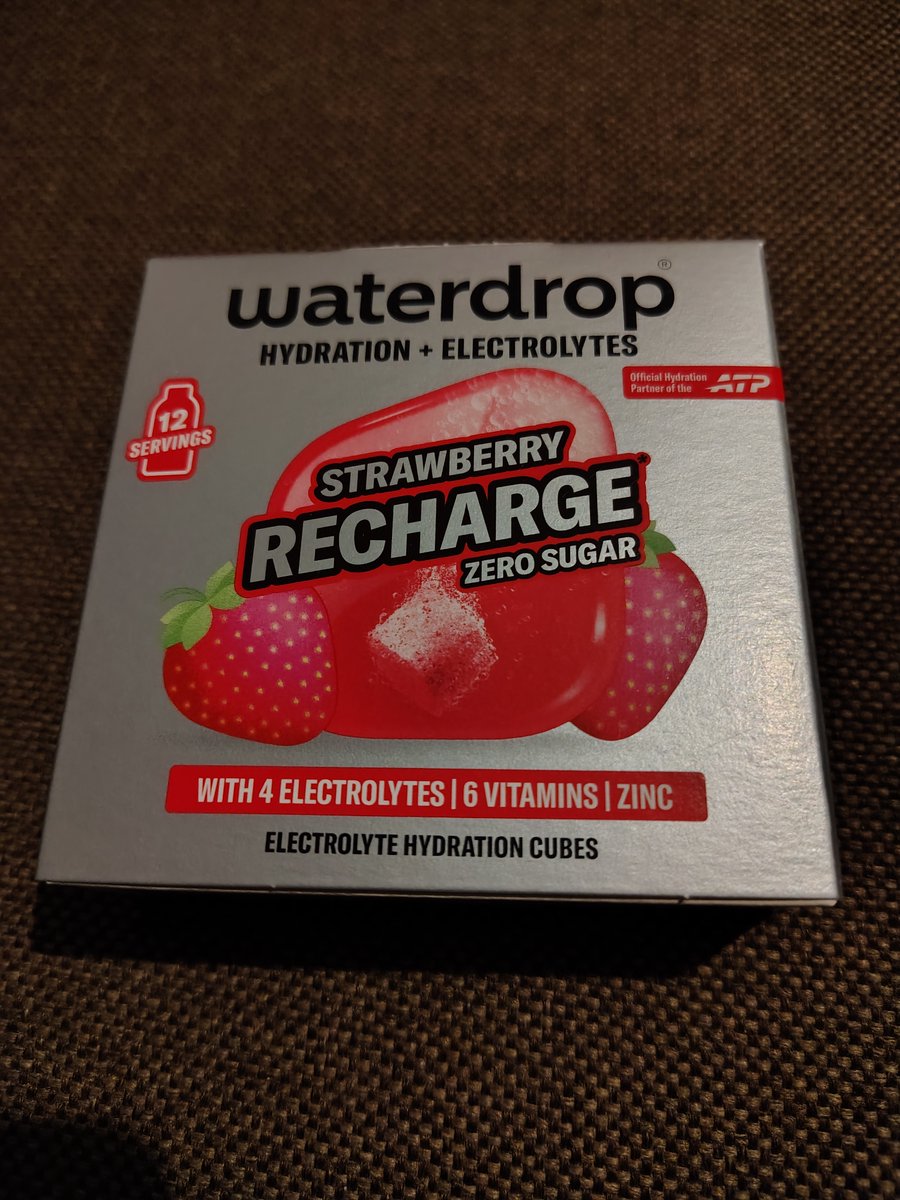 waterdrop®
HYDRATION + ELECTROLYTES
Official Hydration
Partner of the ATP
12
SERVINGS
STRAWBERRY
RECHARGE*
ZERO SUGAR
WITH 4 ELECTROLYTES | 6 VITAMINS | ZINC
ELECTROLYTE HYDRATION CUBES